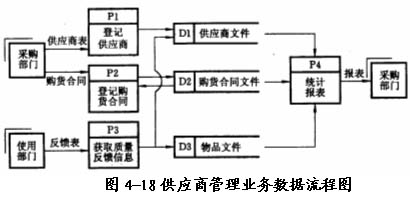 P1
登记
供应商
供应商表
采购
部门
购货合同
P2
登记购
货合同
D1 供应商文件
D2 购货合同文件
P4
统计
报表
报表
采购
部门
使用
部门
反馈表
P3
获取质量
反馈信息
D3 物品文件
图 4-18 供应商管理业务数据流程图